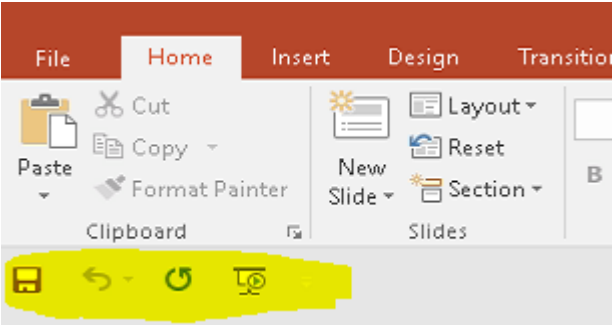 File Home Insert Design Transitio
Cut Layout
Copy Reset
Paste New
Format Painter Slide Section
B
Clipboard Slides